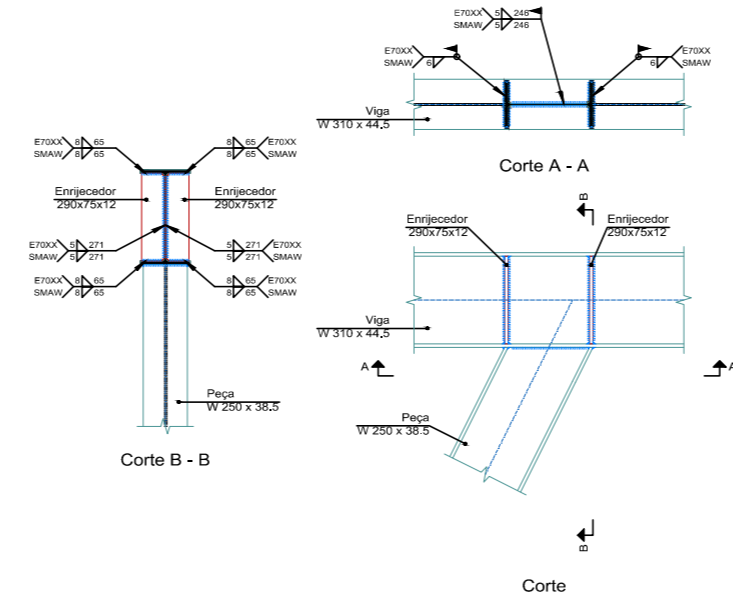 E70XX 5 246
SMAW 5 246
E70XX
SMAW 6
E70XX
SMAW 6
Viga
W 310 x 44.5
Corte A - A
E70XX 8 65
SMAW 8 65
8 65 E70XX
8 65 SMAW
Enrijecedor
290x75x12
Enrijecedor
290x75x12
E70XX 5 271
SMAW 5 271
5 271 E70XX
5 271 SMAW
E70XX 8 65
SMAW 8 65
8 65 E70XX
8 65 SMAW
Peça
W 250 x 38.5
Corte B - B
B
Enrijecedor
290x75x12
Enrijecedor
290x75x12
Viga
W 310 x 44.5
A
A
Peça
W 250 x 38.5
B
Corte